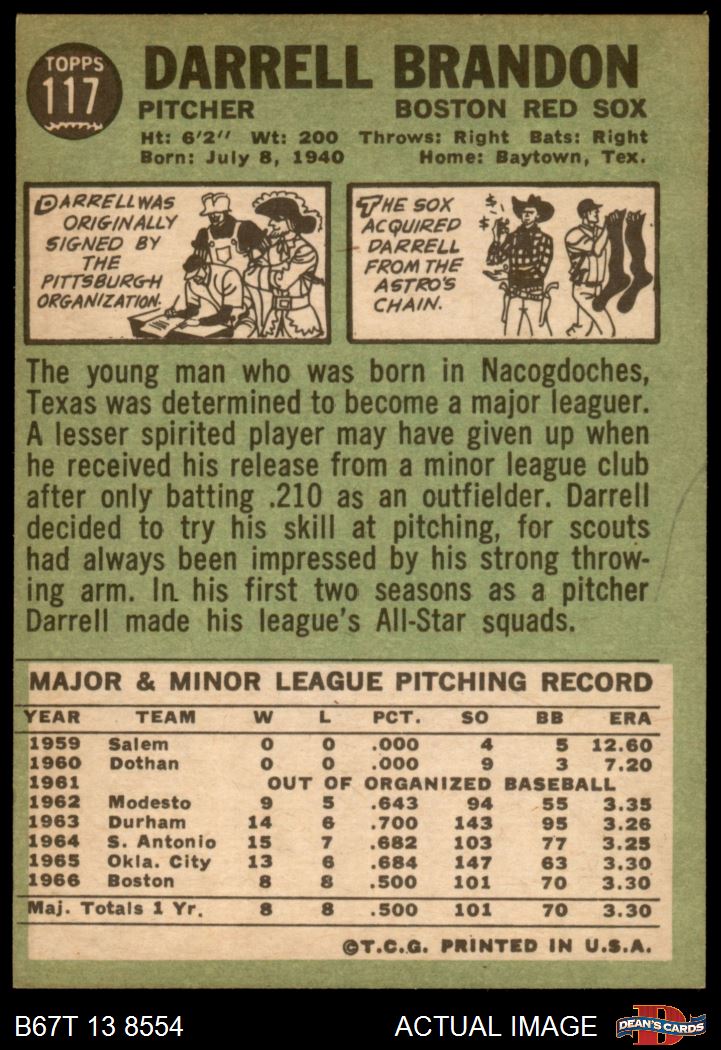 TOPPS
117
DARRELL BRANDON
PITCHER BOSTON RED SOX
Ht: 6'2" Wt: 200 Throws: Right Bats: Right
Born: July 8, 1940 Home: Baytown, Tex.
DARRELL WAS
ORIGINALLY
SIGNED BY
THE
PITTSBURGH
ORGANIZATION.
THE SOX
ACQUIRED
DARRELL
FROM THE
ASTRO'S
CHAIN.
$
$
The young man who was born in Nacogdoches,
Texas was determined to become a major leaguer.
A lesser spirited player may have given up when
he received his release from a minor league club
after only batting .210 as an outfielder. Darrell
decided to try his skill at pitching, for scouts
had always been impressed by his strong throw-
ing arm. In his first two seasons as a pitcher
Darrell made his league's All-Star squads.
MAJOR & MINOR LEAGUE PITCHING RECORD
YEAR TEAM W L PCT. SO BB ERA
1959 Salem 0 0 .000 4 5 12.60
1960 Dothan 0 0 .000 9 3 7.20
1961 OUT OF ORGANIZED BASEBALL
1962 Modesto 9 5 .643 94 55 3.35
1963 Durham 14 6 .700 143 95 3.26
1964 S. Antonio 15 7 .682 103 77 3.25
1965 Okla. City 13 6 .684 147 63 3.30
1966 Boston 8 8 .500 101 70 3.30
Maj. Totals 1 Yr. 8 8 .500 101 70 3.30
©T.C.G. PRINTED IN U.S.A.
B67T 13 8554 ACTUAL IMAGE
D
DEAN'S CARDS